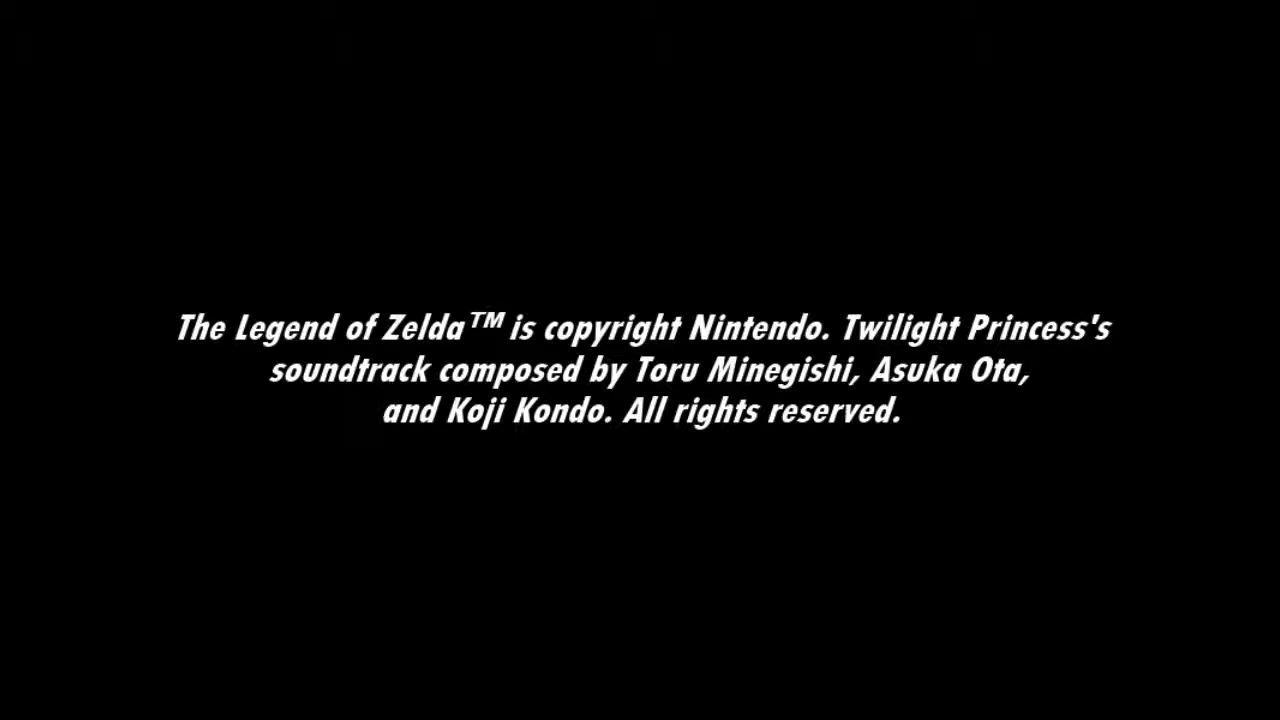 The Legend of Zelda™ is copyright Nintendo. Twilight Princess's
soundtrack composed by Toru Minegishi, Asuka Ota,
and Koji Kondo. All rights reserved.